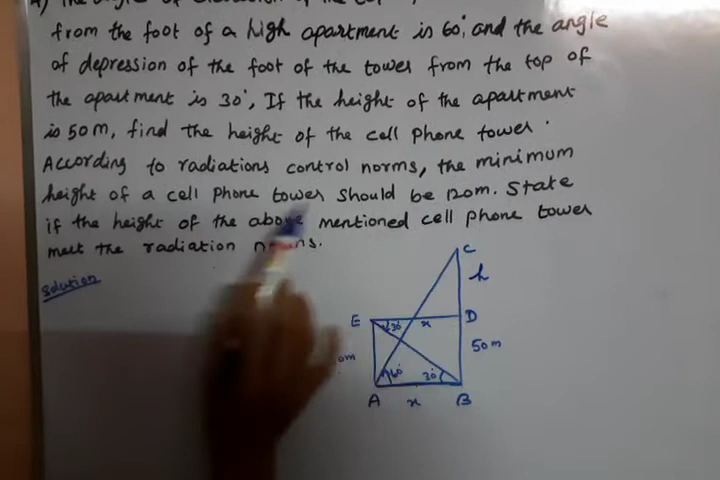 from the foot of a high apartment is 60°, and the angle
of depression of the foot of the tower from the top of
the apartment is 30°, If the height of the apartment
is 50m, find the height of the cell phone tower.
According to radiations control norms, the minimum
height of a cell phone tower should be 120m. State
if the height of the above mentioned cell phone tower
meet the radiation
Solution
C
h
E 30° x D
50m
60° 30°
A x B